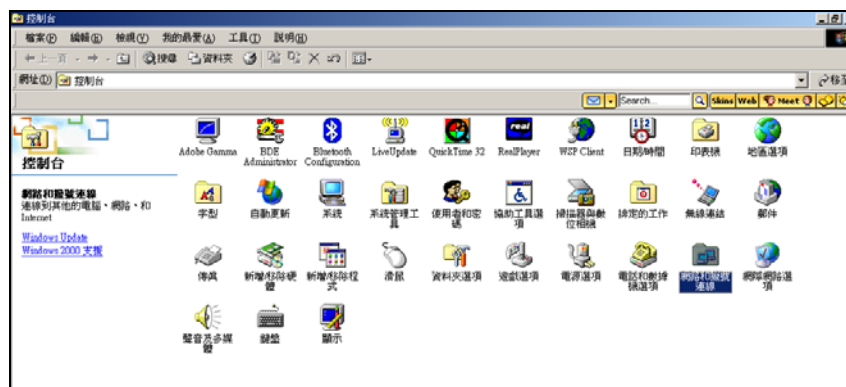 控制台
檔案(F) 編輯(E) 檢視(V) 我的最愛(A) 工具(T) 說明(H)
上一頁 搜尋 資料夾
網址(D) 控制台 移至
Search... Skins Web Meet
控制台
網路和撥號連線
連線到其他的電腦、網路、和
Internet
Windows Update
Windows 2000 支援
Adobe Gamma
BDE
Administrator
Bluetooth
Configuration
LiveUpdate
QuickTime 32
RealPlayer
WSP Client
日期/時間
印表機
地區選項
字型
自動更新
系統
系統管理工
具
使用者和密
碼
協助工具選
項
掃描器與數
位相機
排定的工作
無線連結
郵件
傳真
新增/移除硬
體
新增/移除程
式
滑鼠
資料夾選項
遊戲選項
電源選項
電話和數據
機選項
網路和撥號
連線
網際網路選
項
聲音及多媒
體
鍵盤
顯示